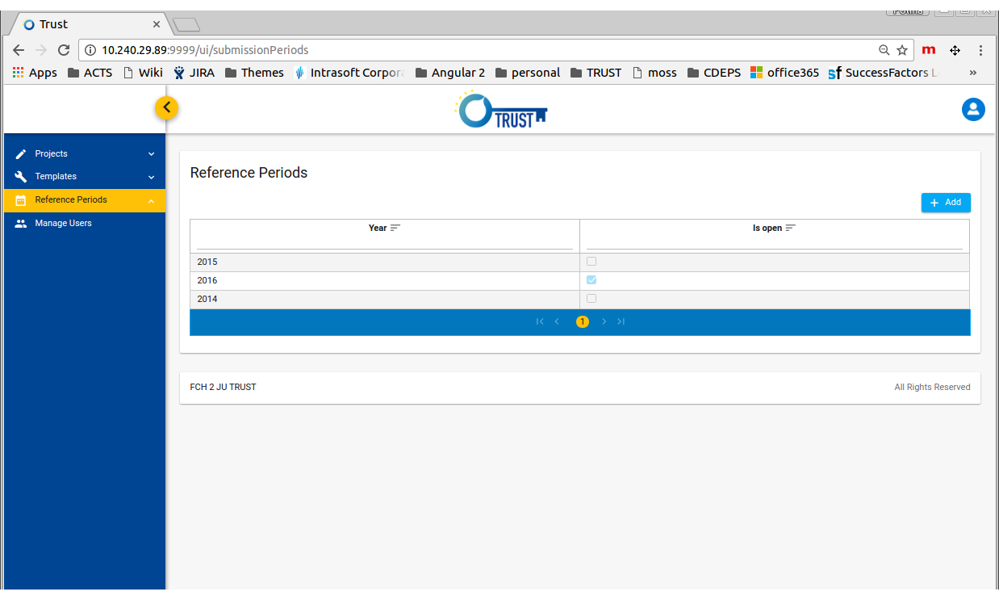 Trust
10.240.29.89:9999/ui/submissionPeriods
Apps ACTS Wiki JIRA Themes Intrasoft Corpor Angular 2 personal TRUST moss CDEPS office365 SuccessFactors L
TRUST
Projects
Templates
Reference Periods
Manage Users
Reference Periods
+ Add
Year Is open
2015
2016
2014
1
FCH 2 JU TRUST All Rights Reserved